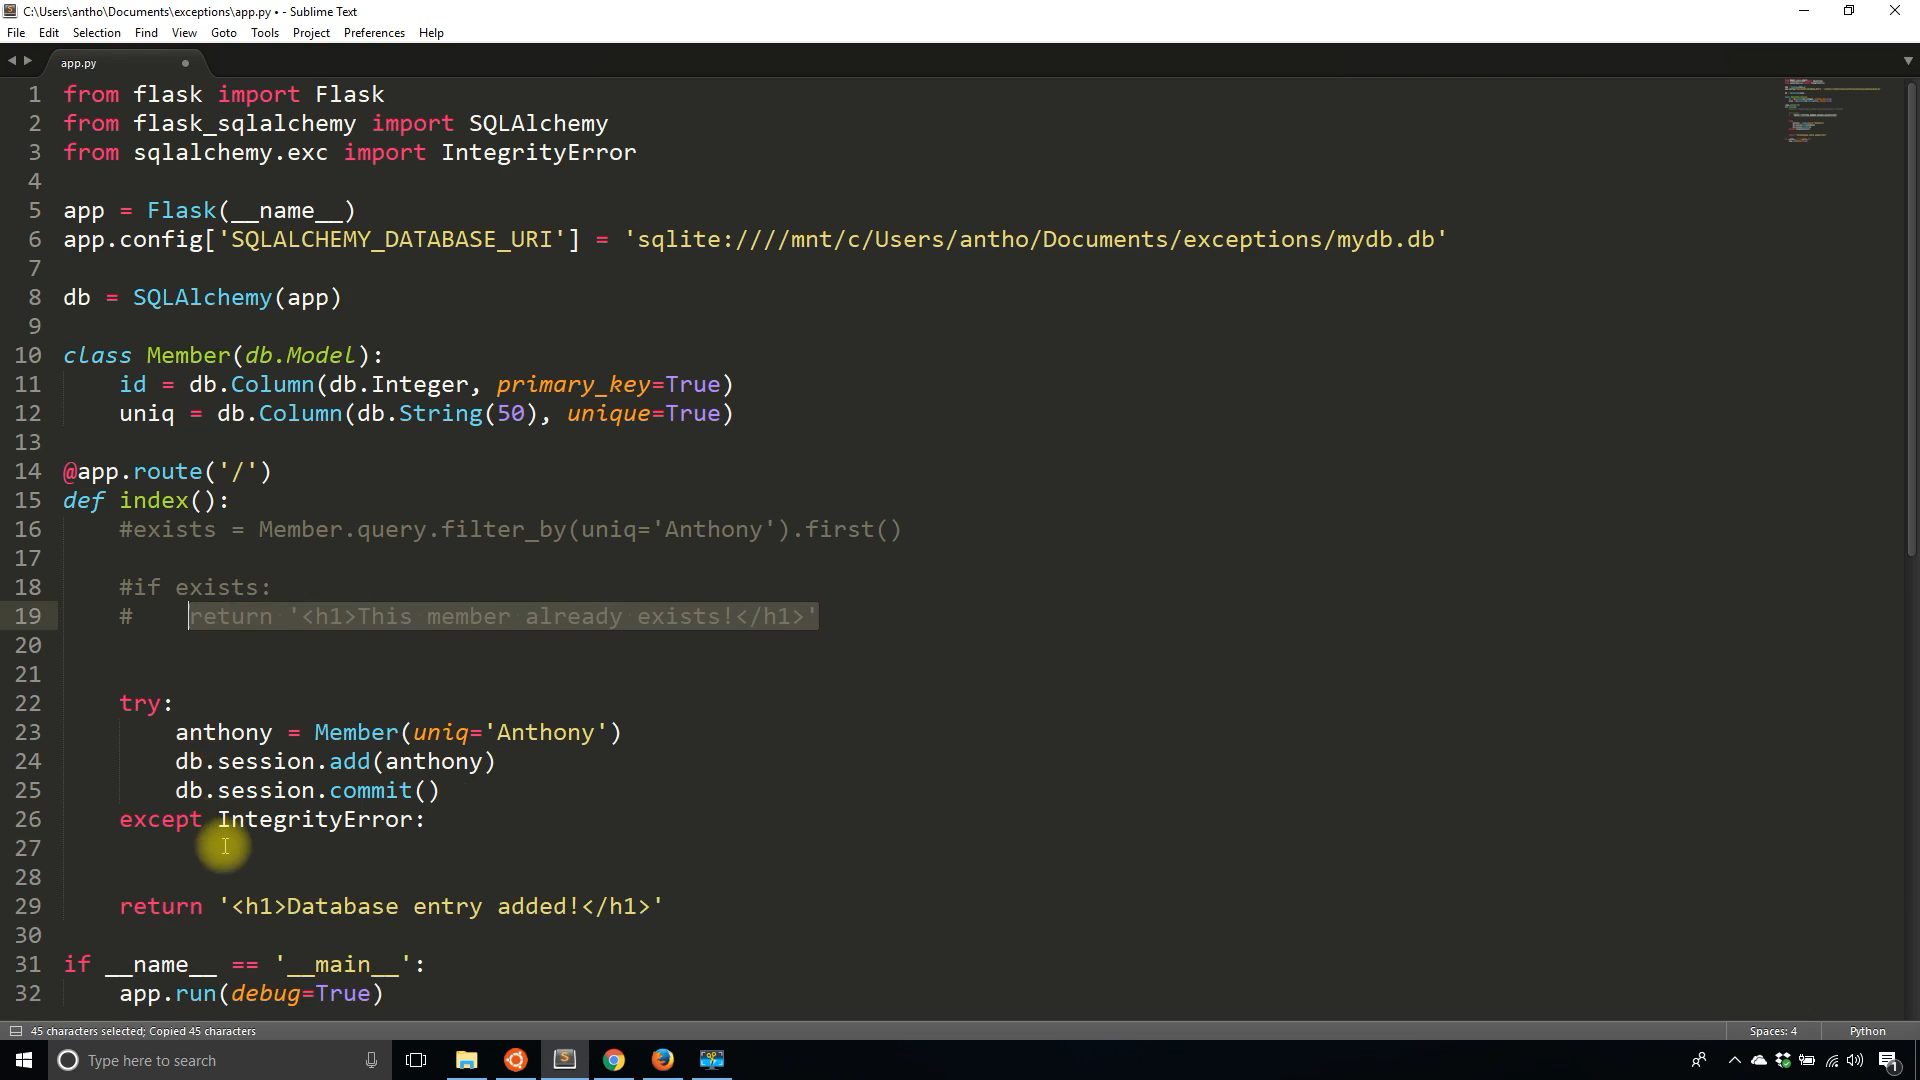 C:\Users\antho\Documents\exceptions\app.py • - Sublime Text
File Edit Selection Find View Goto Tools Project Preferences Help
app.py
1 from flask import Flask
2 from flask_sqlalchemy import SQLAlchemy
3 from sqlalchemy.exc import IntegrityError
4
5 app = Flask(__name__)
6 app.config['SQLALCHEMY_DATABASE_URI'] = 'sqlite:////mnt/c/Users/antho/Documents/exceptions/mydb.db'
7
8 db = SQLAlchemy(app)
9
10 class Member(db.Model):
11     id = db.Column(db.Integer, primary_key=True)
12     uniq = db.Column(db.String(50), unique=True)
13
14 @app.route('/')
15 def index():
16     #exists = Member.query.filter_by(uniq='Anthony').first()
17
18     #if exists:
19     #    return '<h1>This member already exists!</h1>'
20
21
22     try:
23         anthony = Member(uniq='Anthony')
24         db.session.add(anthony)
25         db.session.commit()
26     except IntegrityError:
27
28
29     return '<h1>Database entry added!</h1>'
30
31 if __name__ == '__main__':
32     app.run(debug=True)
45 characters selected; Copied 45 characters Spaces: 4 Python
Type here to search
1